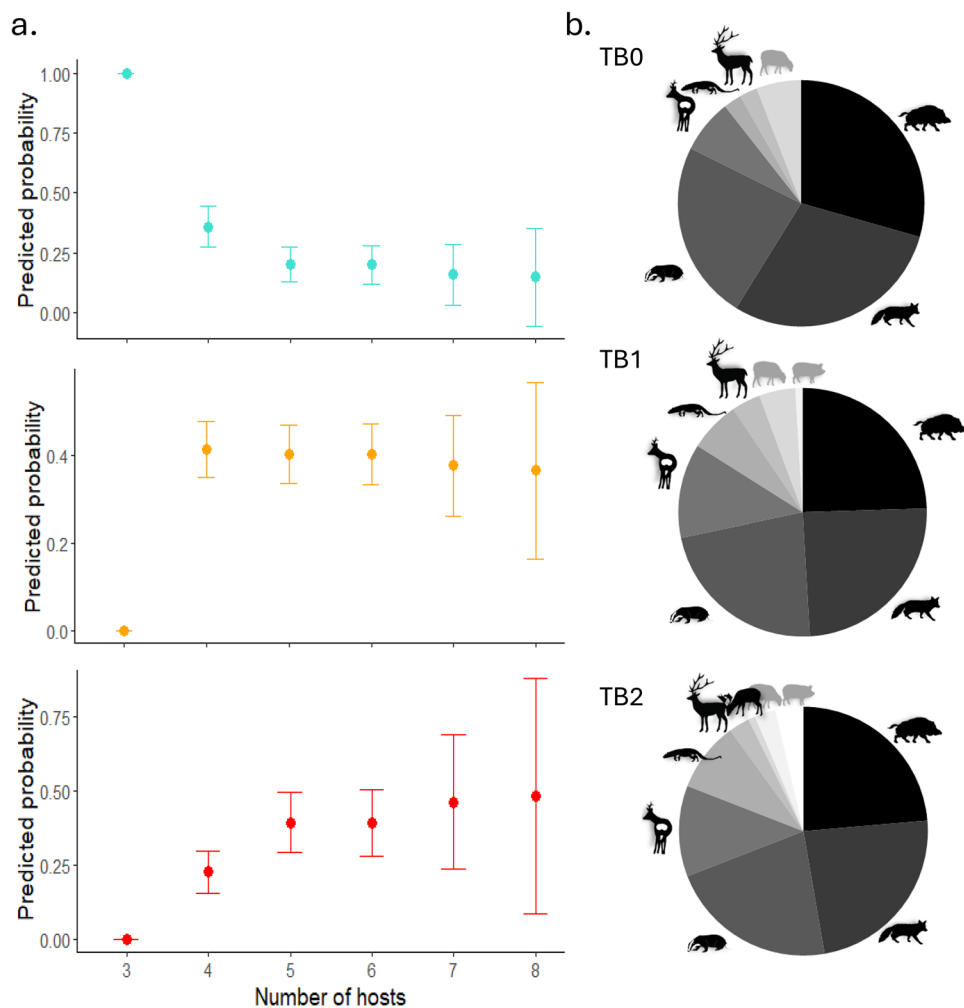 a.
b.
TB0
Predicted probability
1.00
0.75
0.50
0.25
0.00
TB1
Predicted probability
0.4
0.2
0.0
TB2
Predicted probability
0.75
0.50
0.25
0.00
3 4 5 6 7 8
Number of hosts